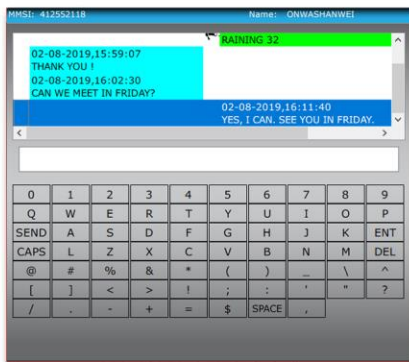 MMSI: 412552118 Name: ONWASHANWEI
RAINING 32
02-08-2019,15:59:07
THANK YOU !
02-08-2019,16:02:30
CAN WE MEET IN FRIDAY?
02-08-2019,16:11:40
YES, I CAN. SEE YOU IN FRIDAY.
0 1 2 3 4 5 6 7 8 9
Q W E R T Y U I O P
SEND A S D F G H J K ENT
CAPS L Z X C V B N M DEL
@ # % & * ( ) _ \ ^
[ ] < > ! ; : ' " ?
/ . - + = $ SPACE ,